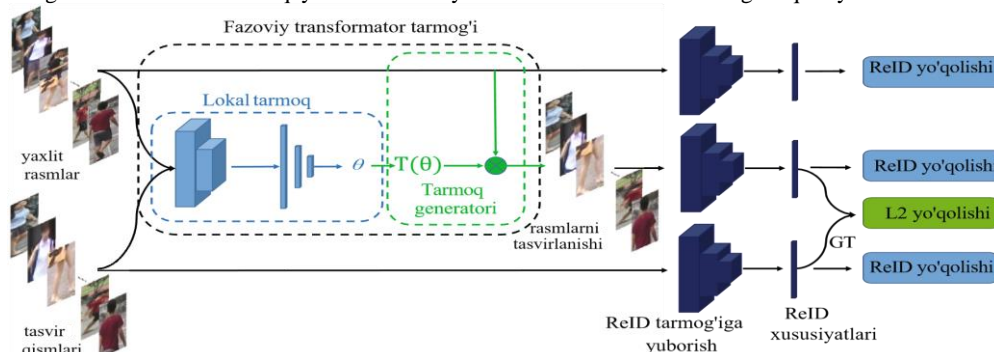 Fazoviy transformator tarmog'i
Lokal tarmoq
yaxlit
rasmlar
θ
T(θ)
Tarmoq
generatori
rasmlarni
tasvirlanishi
tasvir
qismlari
ReID tarmog'iga
yuborish
ReID
xususiyatlari
GT
ReID yo'qolishi
ReID yo'qolishi
L2 yo'qolishi
ReID yo'qolishi